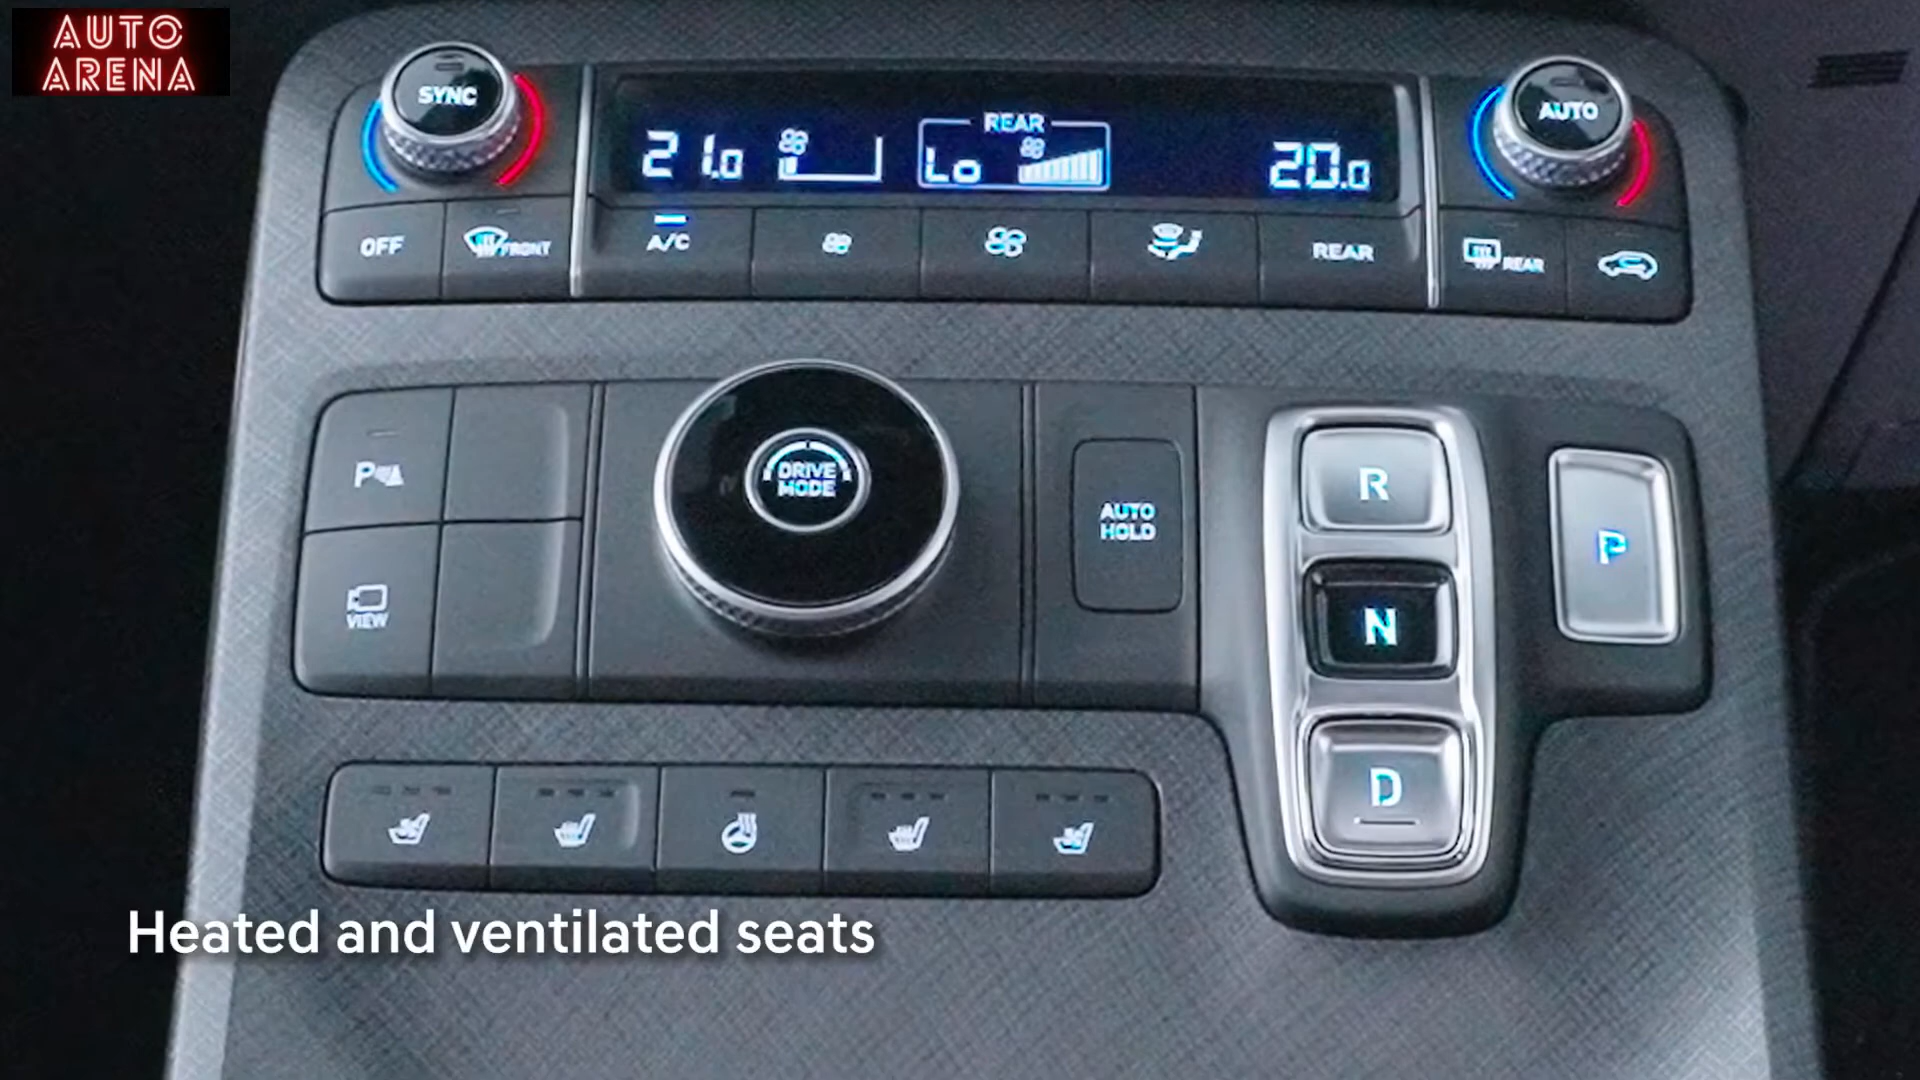 AUTO
ARENA
SYNC
21.0
REAR
Lo
20.0
AUTO
OFF
FRONT
A/C
REAR
REAR
P
DRIVE
MODE
AUTO
HOLD
R
P
VIEW
N
D
Heated and ventilated seats